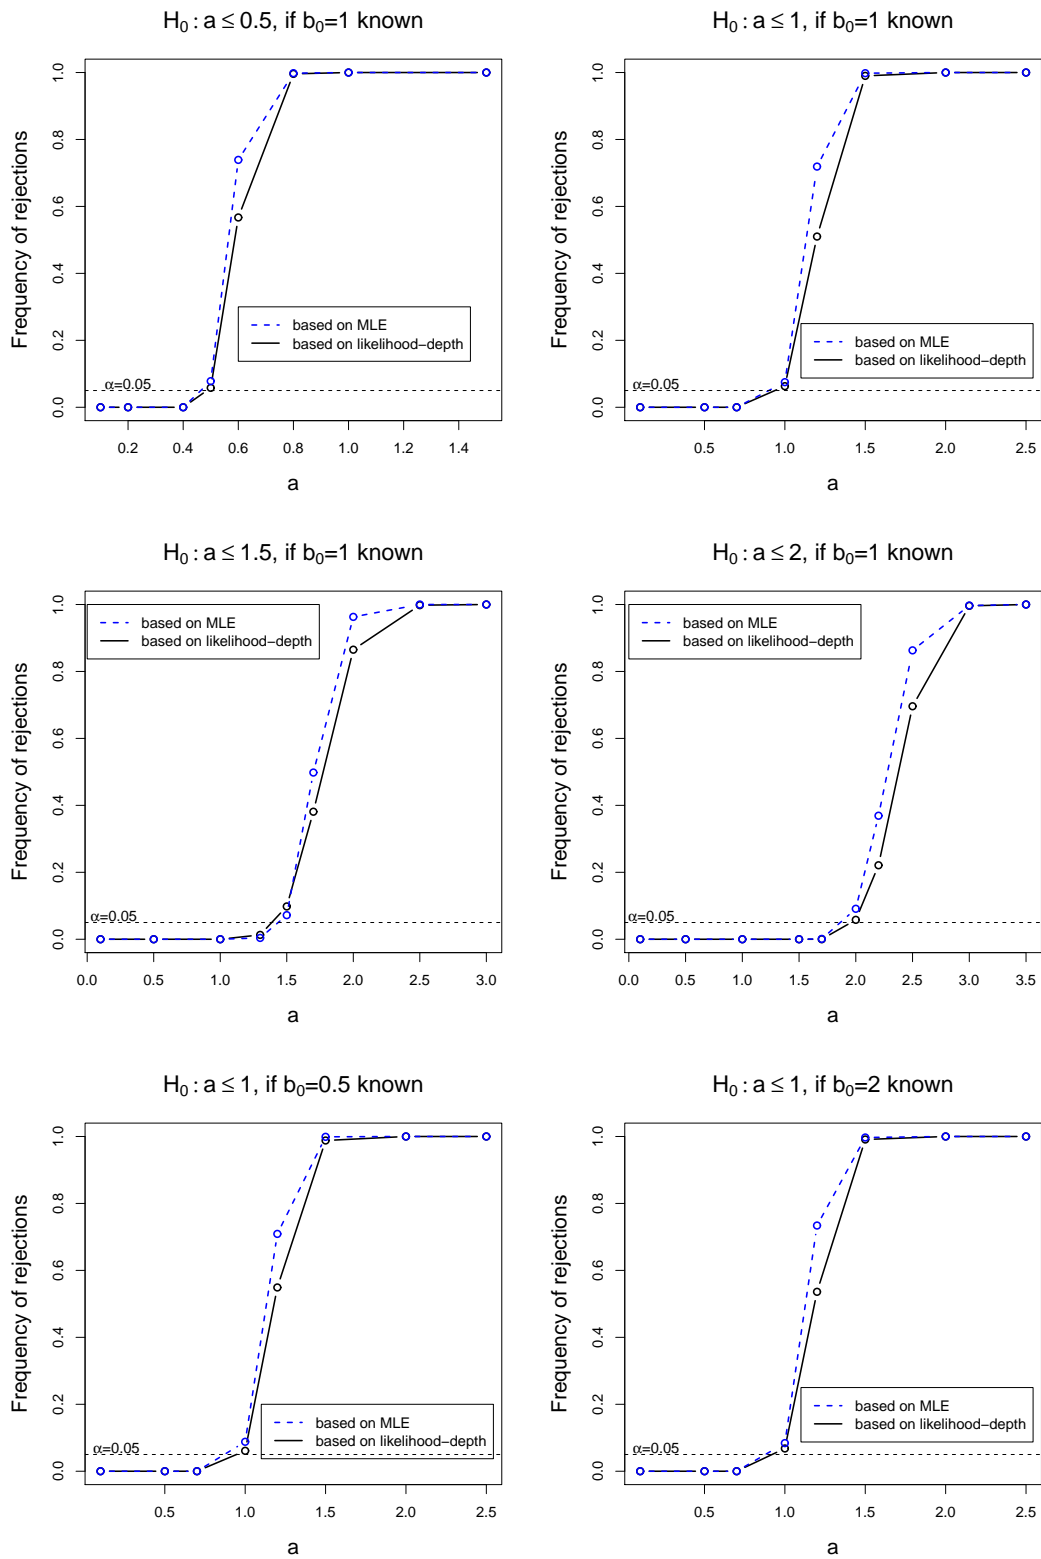 H₀ : a ≤ 0.5, if b₀=1 known
Frequency of rejections
0.0 0.2 0.4 0.6 0.8 1.0
based on MLE
based on likelihood−depth
α=0.05
0.2 0.4 0.6 0.8 1.0 1.2 1.4
a
H₀ : a ≤ 1, if b₀=1 known
Frequency of rejections
0.0 0.2 0.4 0.6 0.8 1.0
based on MLE
based on likelihood−depth
α=0.05
0.5 1.0 1.5 2.0 2.5
a
H₀ : a ≤ 1.5, if b₀=1 known
Frequency of rejections
0.0 0.2 0.4 0.6 0.8 1.0
based on MLE
based on likelihood−depth
α=0.05
0.0 0.5 1.0 1.5 2.0 2.5 3.0
a
H₀ : a ≤ 2, if b₀=1 known
Frequency of rejections
0.0 0.2 0.4 0.6 0.8 1.0
based on MLE
based on likelihood−depth
α=0.05
0.0 0.5 1.0 1.5 2.0 2.5 3.0 3.5
a
H₀ : a ≤ 1, if b₀=0.5 known
Frequency of rejections
0.0 0.2 0.4 0.6 0.8 1.0
based on MLE
based on likelihood−depth
α=0.05
0.5 1.0 1.5 2.0 2.5
a
H₀ : a ≤ 1, if b₀=2 known
Frequency of rejections
0.0 0.2 0.4 0.6 0.8 1.0
based on MLE
based on likelihood−depth
α=0.05
0.5 1.0 1.5 2.0 2.5
a